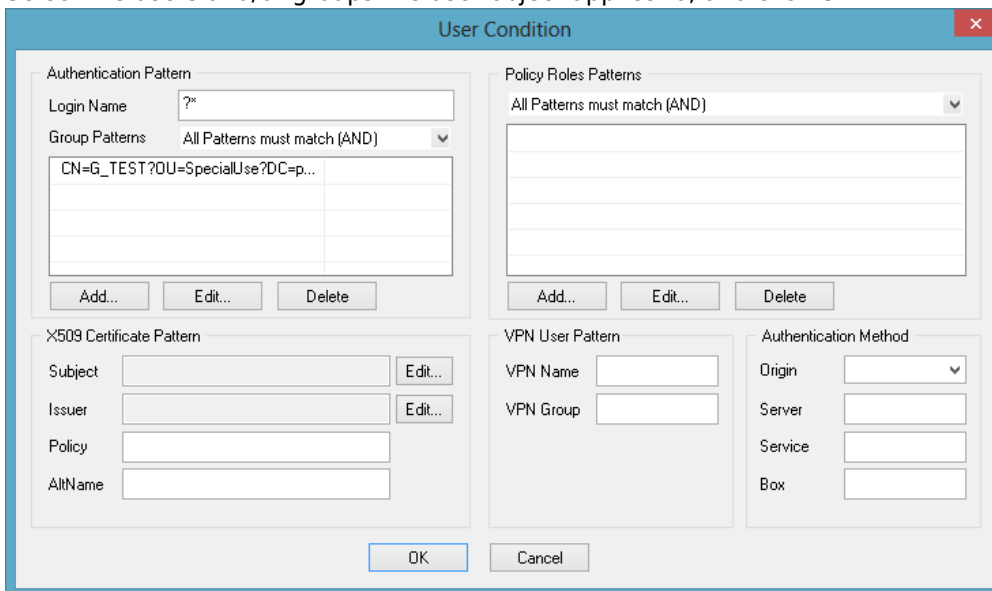 User Condition
Authentication Pattern
Login Name ?*
Group Patterns All Patterns must match (AND)
CN=G_TEST?OU=SpecialUse?DC=p...
Add... Edit... Delete
Policy Roles Patterns
All Patterns must match (AND)
Add... Edit... Delete
X509 Certificate Pattern
Subject Edit...
Issuer Edit...
Policy
AltName
VPN User Pattern
VPN Name
VPN Group
Authentication Method
Origin
Server
Service
Box
OK Cancel